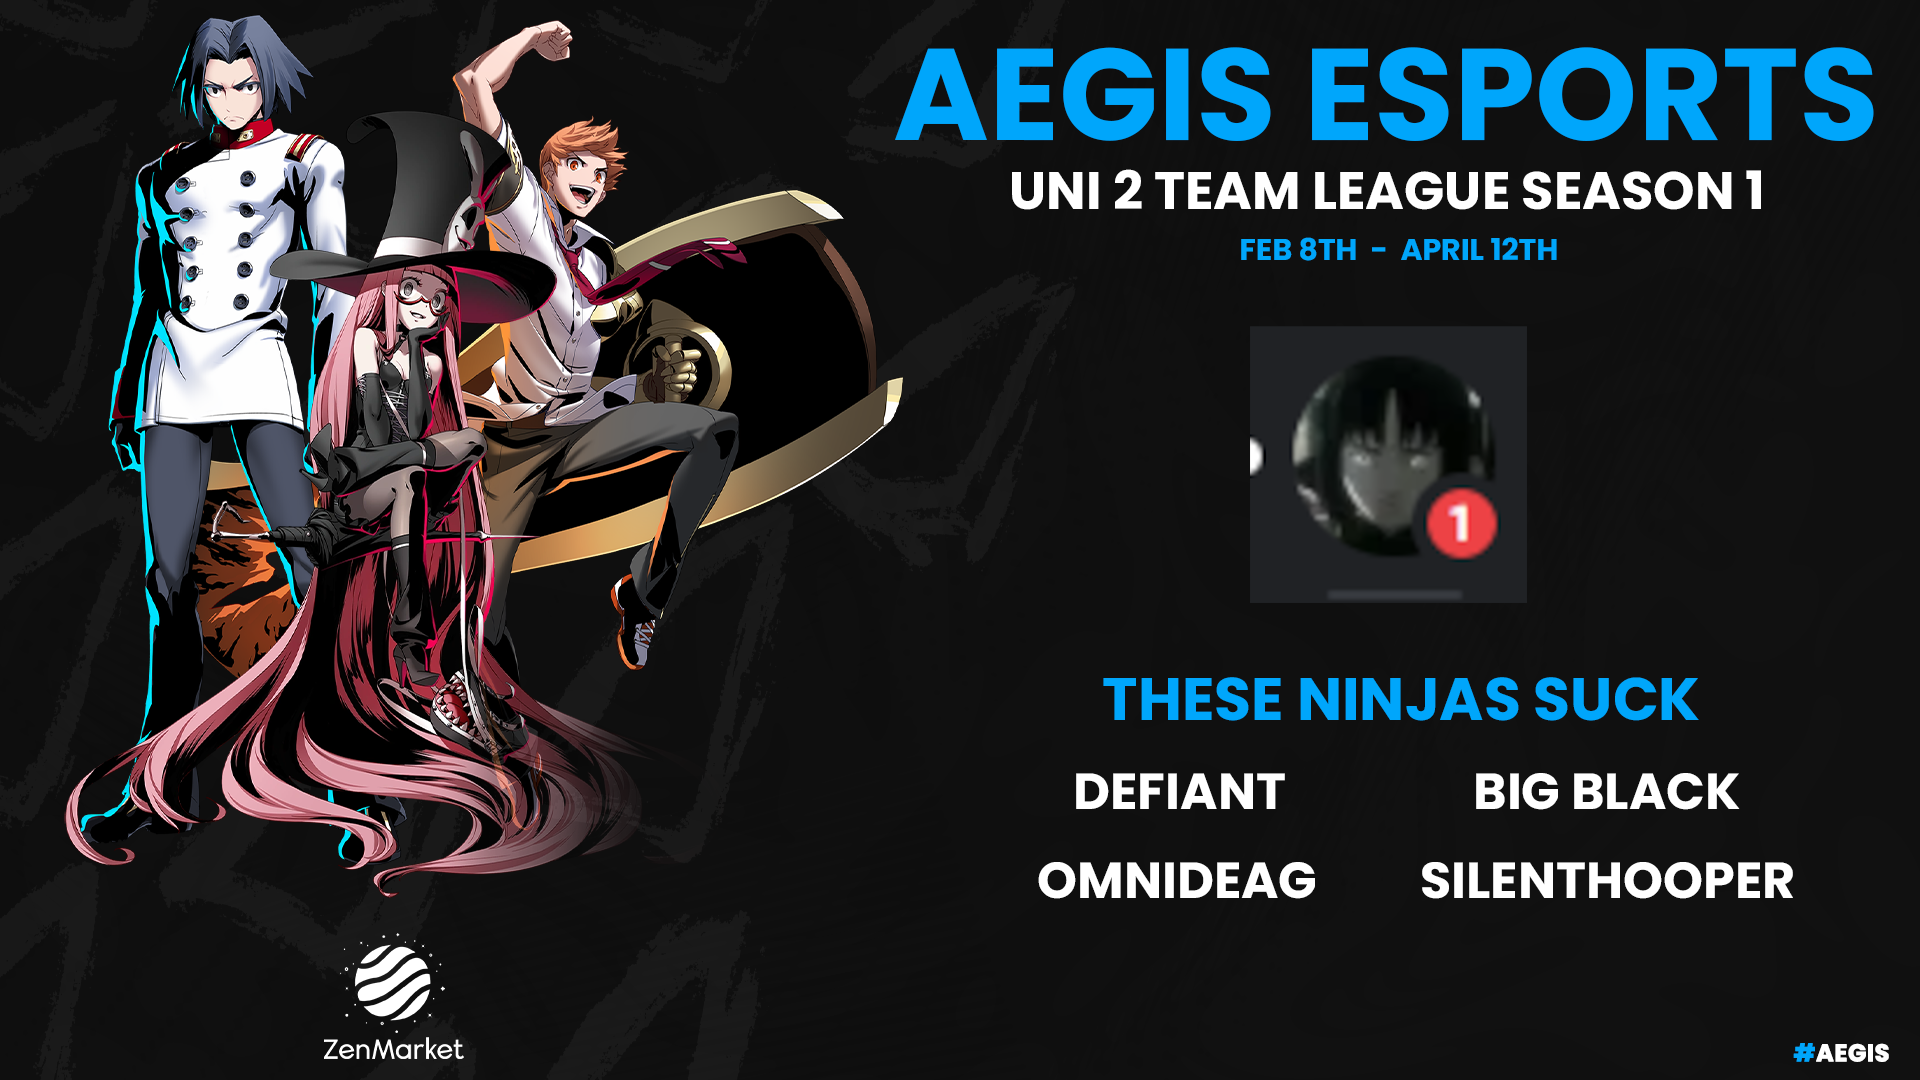 AEGIS ESPORTS
UNI 2 TEAM LEAGUE SEASON 1
FEB 8TH - APRIL 12TH
1
THESE NINJAS SUCK
DEFIANT
BIG BLACK
OMNIDEAG
SILENTHOOPER
ZenMarket
#AEGIS